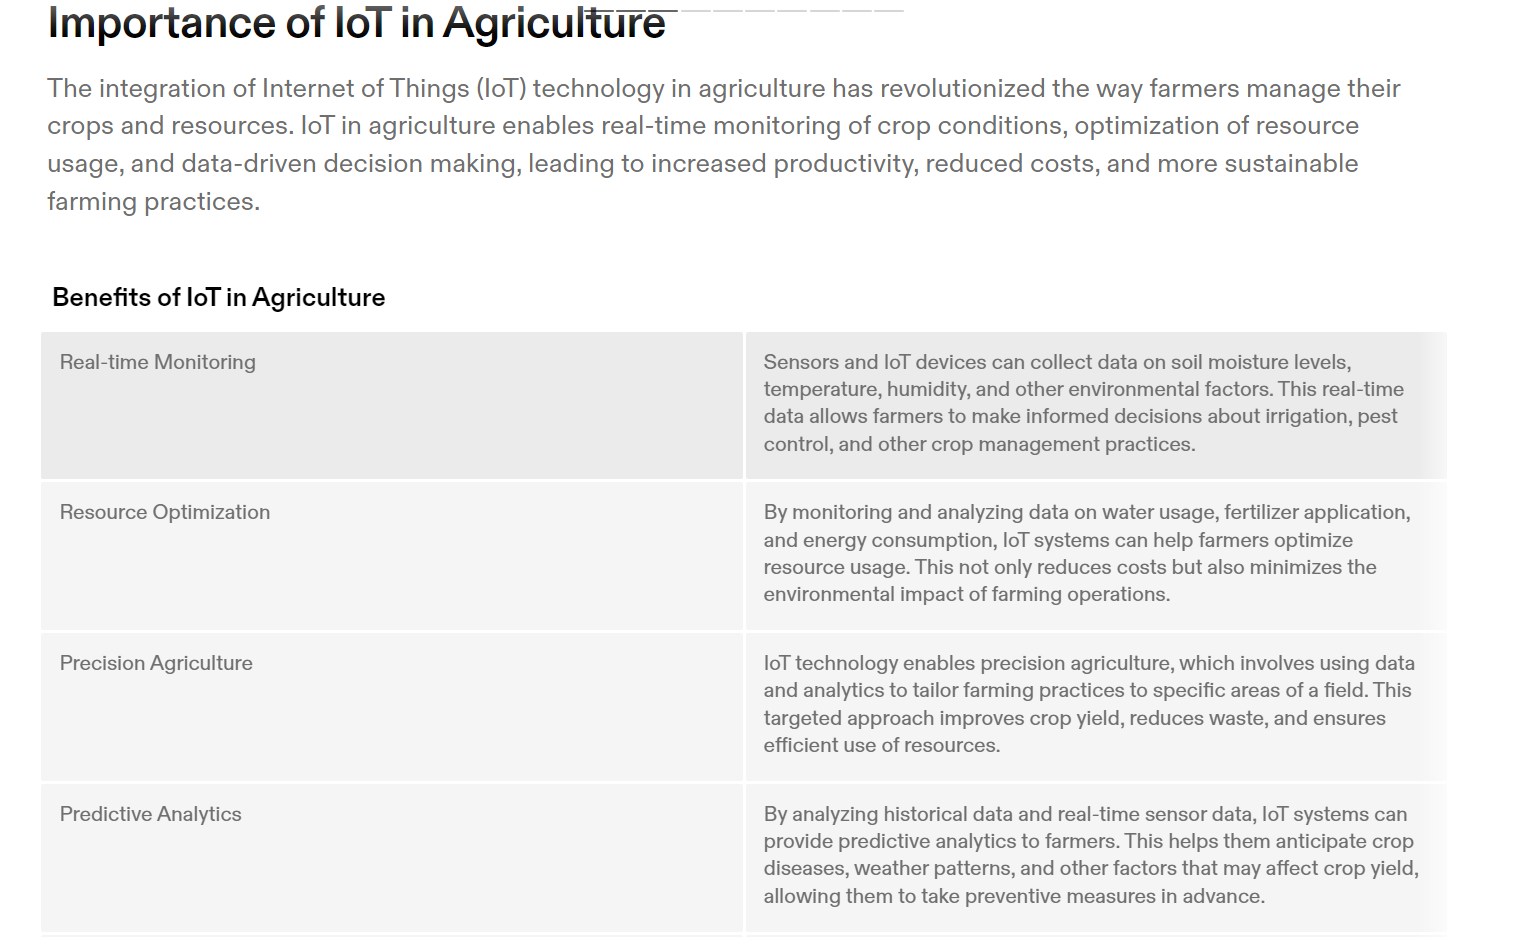 Importance of IoT in Agriculture
The integration of Internet of Things (IoT) technology in agriculture has revolutionized the way farmers manage their
crops and resources. IoT in agriculture enables real-time monitoring of crop conditions, optimization of resource
usage, and data-driven decision making, leading to increased productivity, reduced costs, and more sustainable
farming practices.
Benefits of IoT in Agriculture
Real-time Monitoring
Sensors and IoT devices can collect data on soil moisture levels,
temperature, humidity, and other environmental factors. This real-time
data allows farmers to make informed decisions about irrigation, pest
control, and other crop management practices.
Resource Optimization
By monitoring and analyzing data on water usage, fertilizer application,
and energy consumption, IoT systems can help farmers optimize
resource usage. This not only reduces costs but also minimizes the
environmental impact of farming operations.
Precision Agriculture
IoT technology enables precision agriculture, which involves using data
and analytics to tailor farming practices to specific areas of a field. This
targeted approach improves crop yield, reduces waste, and ensures
efficient use of resources.
Predictive Analytics
By analyzing historical data and real-time sensor data, IoT systems can
provide predictive analytics to farmers. This helps them anticipate crop
diseases, weather patterns, and other factors that may affect crop yield,
allowing them to take preventive measures in advance.